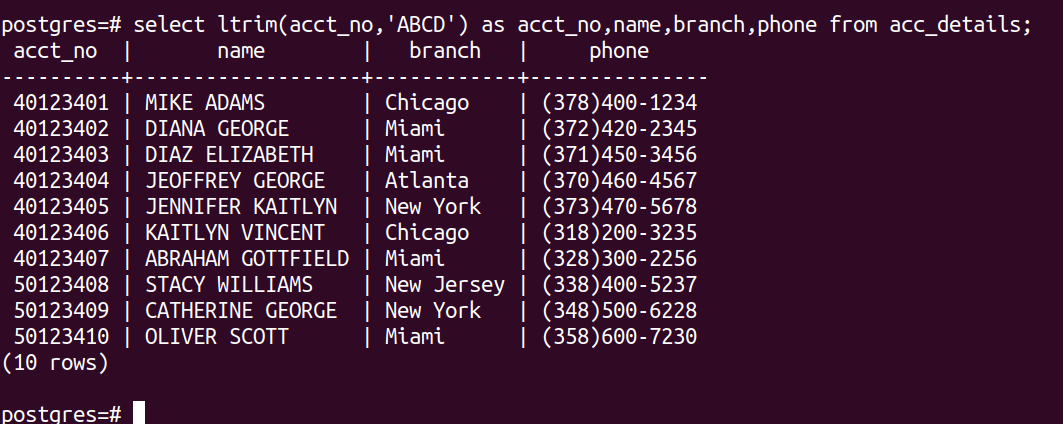 postgres=# select ltrim(acct_no,'ABCD') as acct_no,name,branch,phone from acc_details;
 acct_no  |       name        |   branch   |     phone
----------+-------------------+------------+---------------
 40123401 | MIKE ADAMS        | Chicago    | (378)400-1234
 40123402 | DIANA GEORGE      | Miami      | (372)420-2345
 40123403 | DIAZ ELIZABETH    | Miami      | (371)450-3456
 40123404 | JEOFFREY GEORGE   | Atlanta    | (370)460-4567
 40123405 | JENNIFER KAITLYN  | New York   | (373)470-5678
 40123406 | KAITLYN VINCENT   | Chicago    | (318)200-3235
 40123407 | ABRAHAM GOTTFIELD | Miami      | (328)300-2256
 50123408 | STACY WILLIAMS    | New Jersey | (338)400-5237
 50123409 | CATHERINE GEORGE  | New York   | (348)500-6228
 50123410 | OLIVER SCOTT      | Miami      | (358)600-7230
(10 rows)
postgres=#